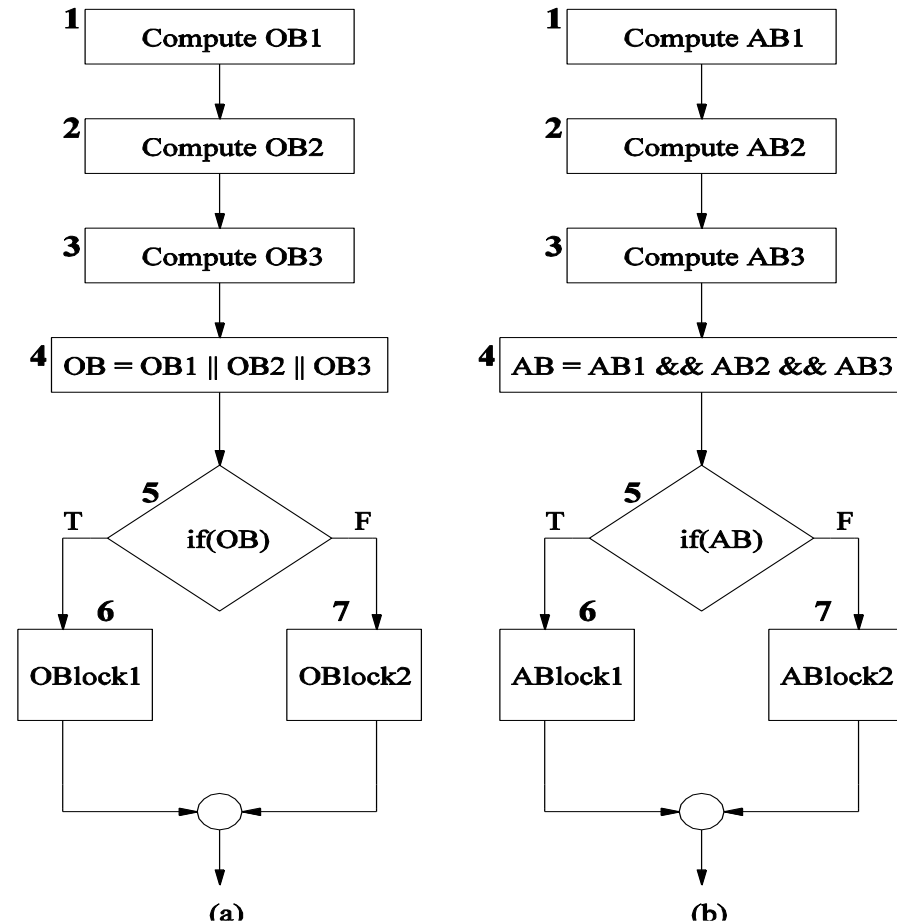 1
Compute OB1
2
Compute OB2
3
Compute OB3
4
OB = OB1 || OB2 || OB3
5
if(OB)
T
F
6
OBlock1
7
OBlock2
(a)
1
Compute AB1
2
Compute AB2
3
Compute AB3
4
AB = AB1 && AB2 && AB3
5
if(AB)
T
F
6
ABlock1
7
ABlock2
(b)